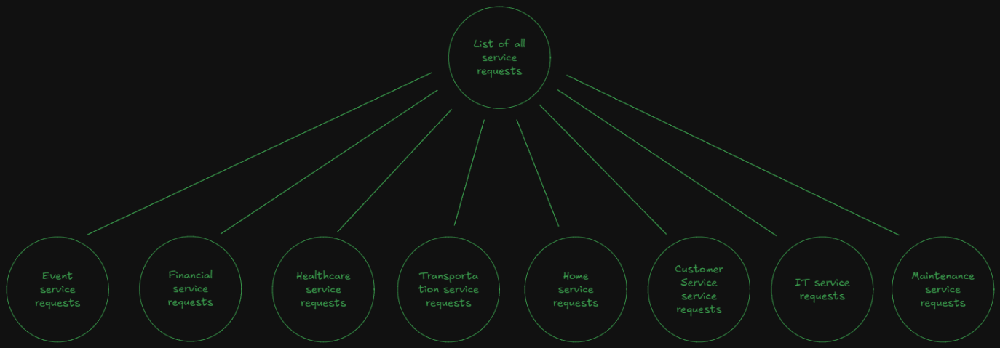 List of all
service
requests
Event
service
requests
Financial
service
requests
Healthcare
service
requests
Transporta
tion service
requests
Home
service
requests
Customer
Service
service
requests
IT service
requests
Maintenance
service
requests